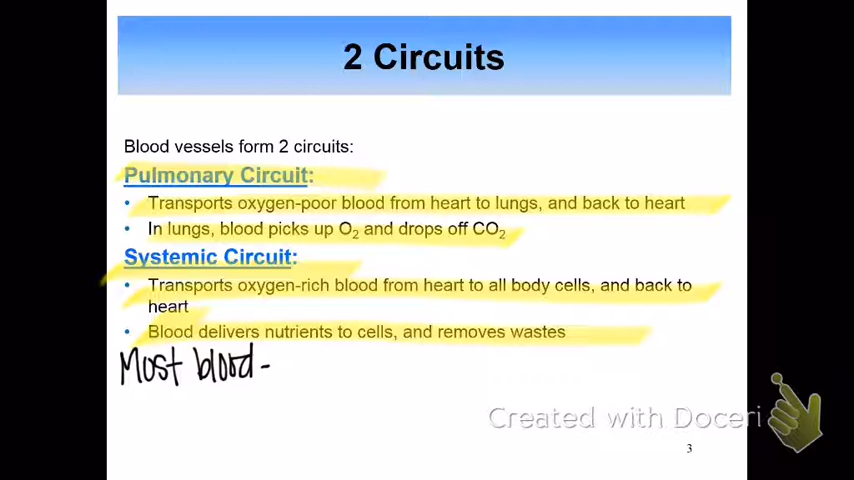 2 Circuits
Blood vessels form 2 circuits:
Pulmonary Circuit:
• Transports oxygen-poor blood from heart to lungs, and back to heart
• In lungs, blood picks up O₂ and drops off CO₂
Systemic Circuit:
• Transports oxygen-rich blood from heart to all body cells, and back to
heart
• Blood delivers nutrients to cells, and removes wastes
Most blood -
Created with Doceri
3